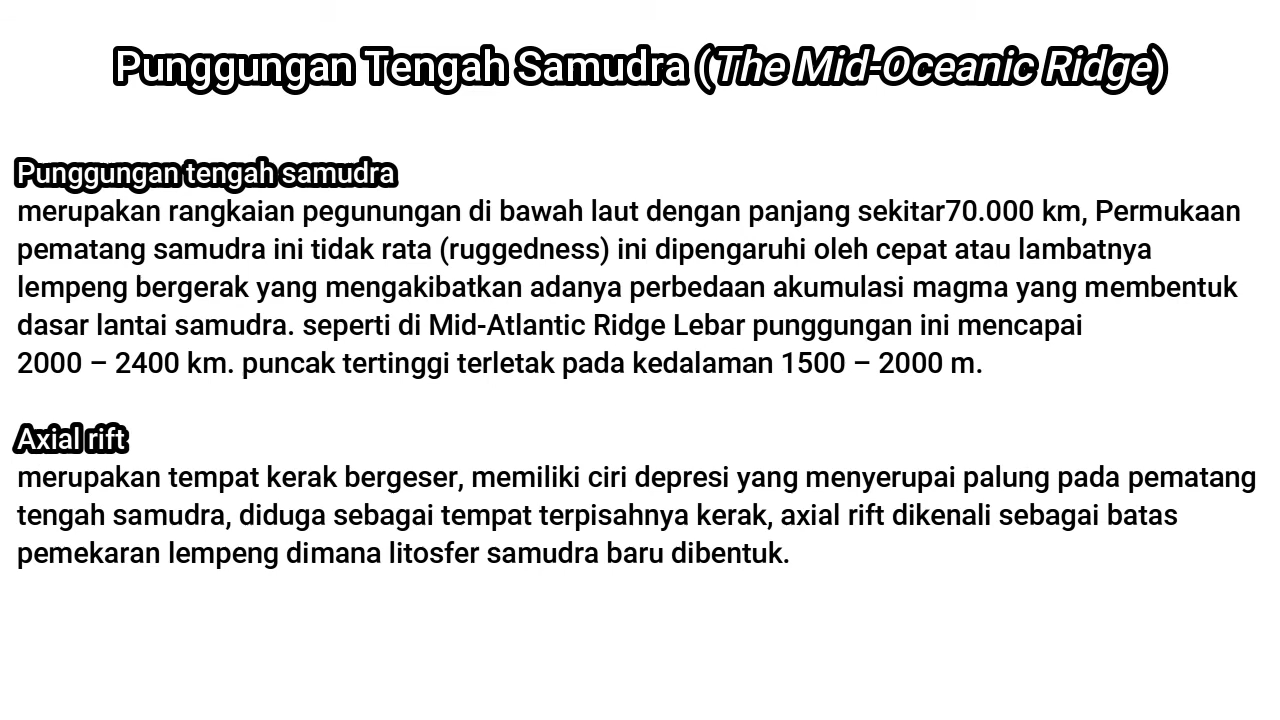 Punggungan Tengah Samudra (The Mid-Oceanic Ridge)
Punggungan tengah samudra
merupakan rangkaian pegunungan di bawah laut dengan panjang sekitar70.000 km, Permukaan
pematang samudra ini tidak rata (ruggedness) ini dipengaruhi oleh cepat atau lambatnya
lempeng bergerak yang mengakibatkan adanya perbedaan akumulasi magma yang membentuk
dasar lantai samudra. seperti di Mid-Atlantic Ridge Lebar punggungan ini mencapai
2000 – 2400 km. puncak tertinggi terletak pada kedalaman 1500 – 2000 m.
Axial rift
merupakan tempat kerak bergeser, memiliki ciri depresi yang menyerupai palung pada pematang
tengah samudra, diduga sebagai tempat terpisahnya kerak, axial rift dikenali sebagai batas
pemekaran lempeng dimana litosfer samudra baru dibentuk.